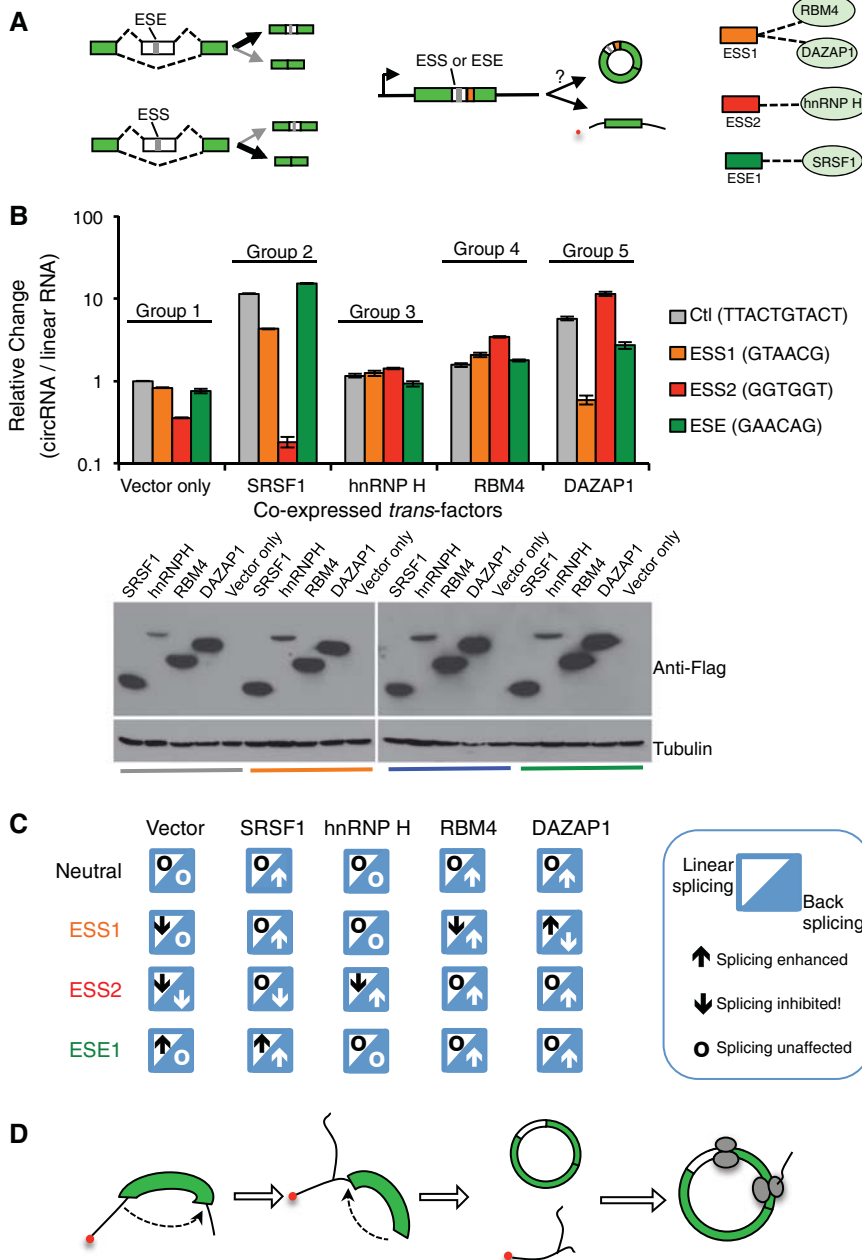 A
ESE
ESS
ESS or ESE
?
ESS1
RBM4
DAZAP1
ESS2
hnRNP H
ESE1
SRSF1
B
Relative Change
(circRNA / linear RNA)
100
10
1
0.1
Group 1
Group 2
Group 3
Group 4
Group 5
Vector only
SRSF1
hnRNP H
RBM4
DAZAP1
Co-expressed trans-factors
Ctl (TTACTGTACT)
ESS1 (GTAACG)
ESS2 (GGTGGT)
ESE (GAACAG)
SRSF1
hnRNPH
RBM4
DAZAP1
Vector only
SRSF1
hnRNPH
RBM4
DAZAP1
Vector only
SRSF1
hnRNPH
RBM4
DAZAP1
Vector only
SRSF1
hnRNPH
RBM4
DAZAP1
Vector only
Anti-Flag
Tubulin
C
Vector SRSF1 hnRNP H RBM4 DAZAP1
Neutral O O O O O O O O
ESS1 O O O O
ESS2 O O O
ESE1 O O O O O
Linear
splicing
Back
splicing
Splicing enhanced
Splicing inhibited!
O Splicing unaffected
D